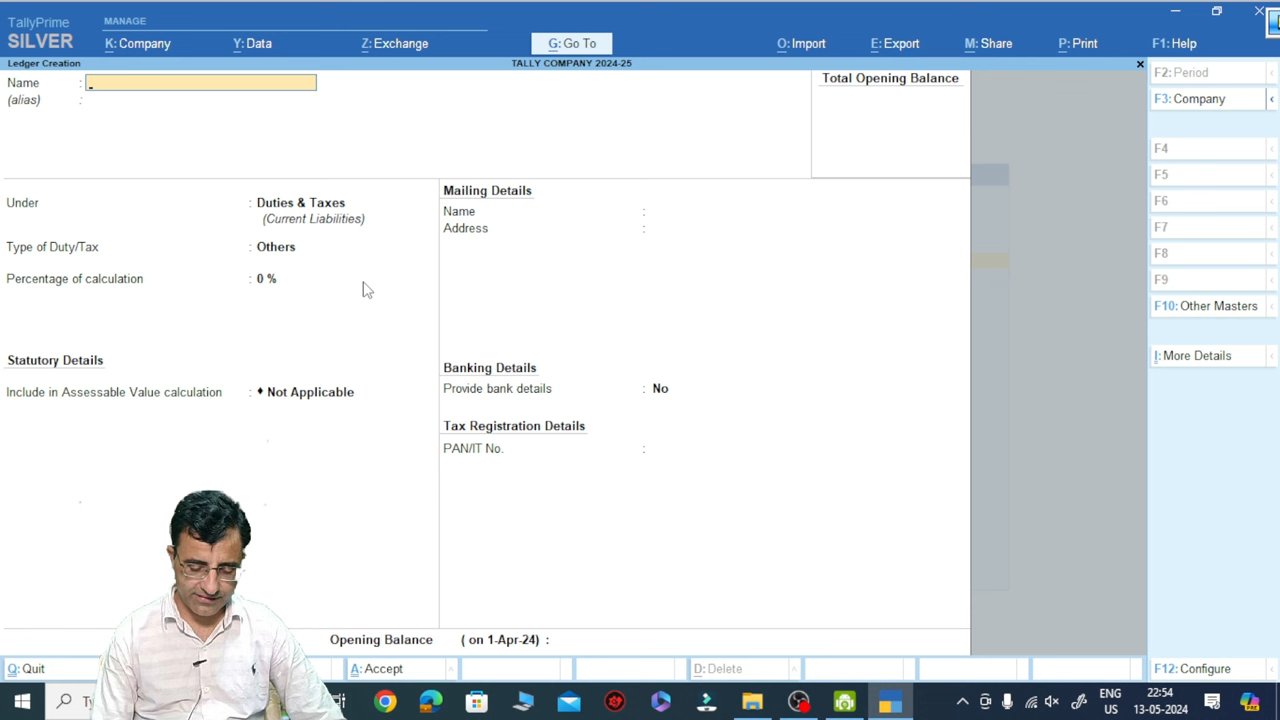 TallyPrime
SILVER
MANAGE
K: Company
Y: Data
Z: Exchange
G: Go To
O: Import
E: Export
M: Share
P: Print
F1: Help
Ledger Creation
TALLY COMPANY 2024-25
Name :
(alias) :
Total Opening Balance
Under : Duties & Taxes
(Current Liabilities)
Type of Duty/Tax : Others
Percentage of calculation : 0 %
Statutory Details
Include in Assessable Value calculation : ♦ Not Applicable
Mailing Details
Name :
Address :
Banking Details
Provide bank details : No
Tax Registration Details
PAN/IT No. :
Opening Balance ( on 1-Apr-24) :
F2: Period
F3: Company
F4
F5
F6
F7
F8
F9
F10: Other Masters
I: More Details
Q: Quit
A: Accept
D: Delete
F12: Configure
ENG
US
22:54
13-05-2024